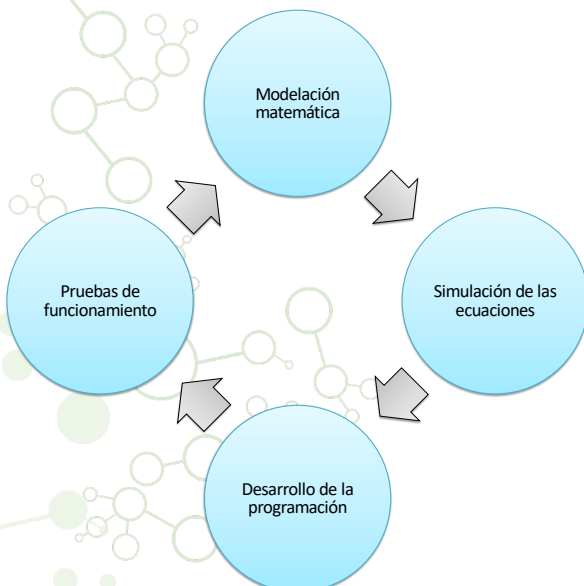 Modelación
matemática
Simulación de las
ecuaciones
Desarrollo de la
programación
Pruebas de
funcionamiento